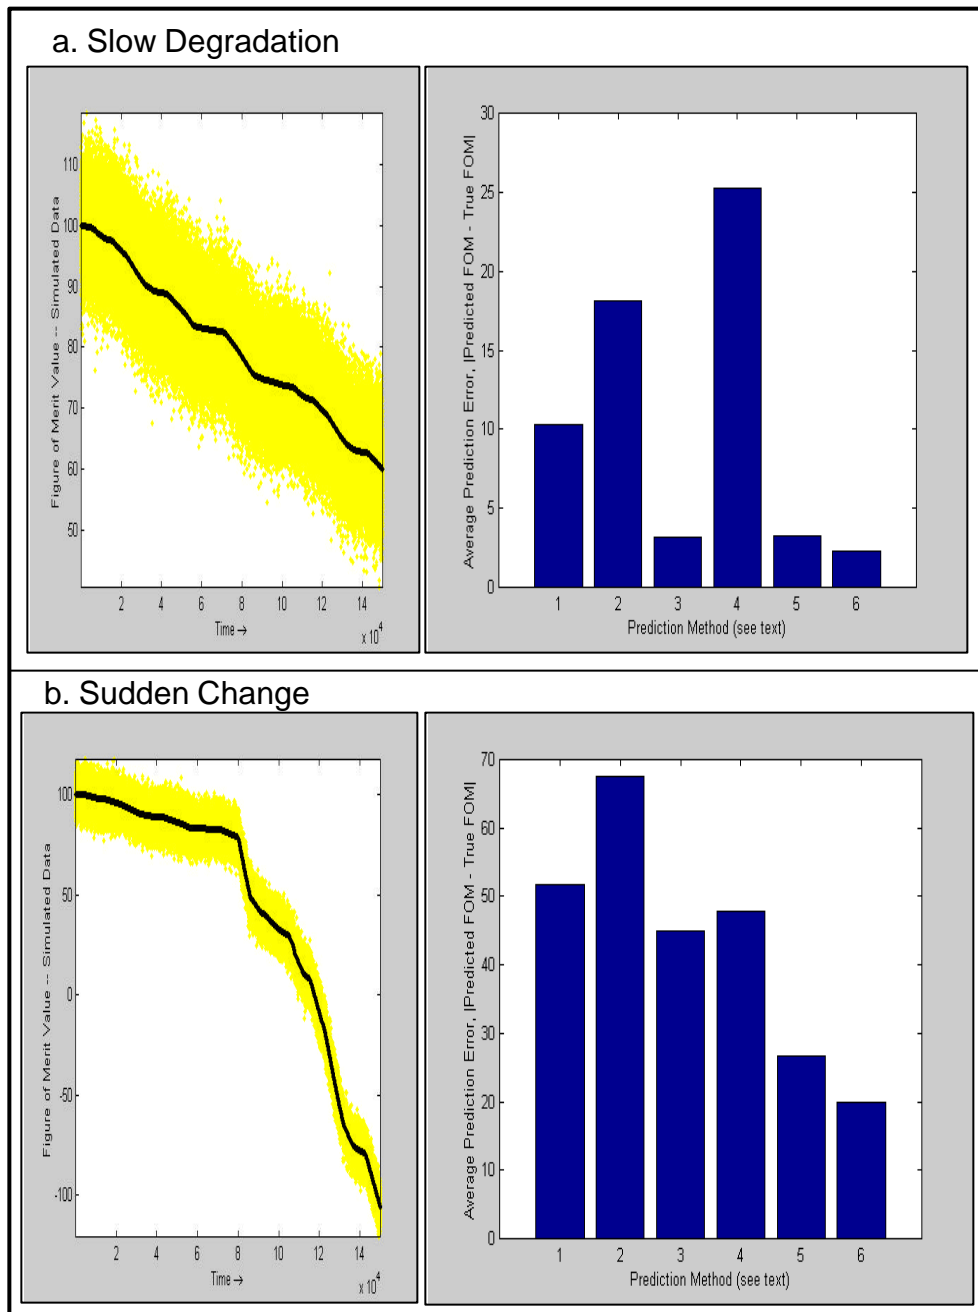 a. Slow Degradation
Figure of Merit Value -- Simulated Data
110
100
90
80
70
60
50
2 4 6 8 10 12 14
Time →
x 10^4
Average Prediction Error, |Predicted FOM - True FOM|
30
25
20
15
10
5
0
1 2 3 4 5 6
Prediction Method (see text)
b. Sudden Change
Figure of Merit Value -- Simulated Data
100
50
0
-50
-100
2 4 6 8 10 12 14
Time →
x 10^4
Average Prediction Error, |Predicted FOM - True FOM|
70
60
50
40
30
20
10
0
1 2 3 4 5 6
Prediction Method (see text)